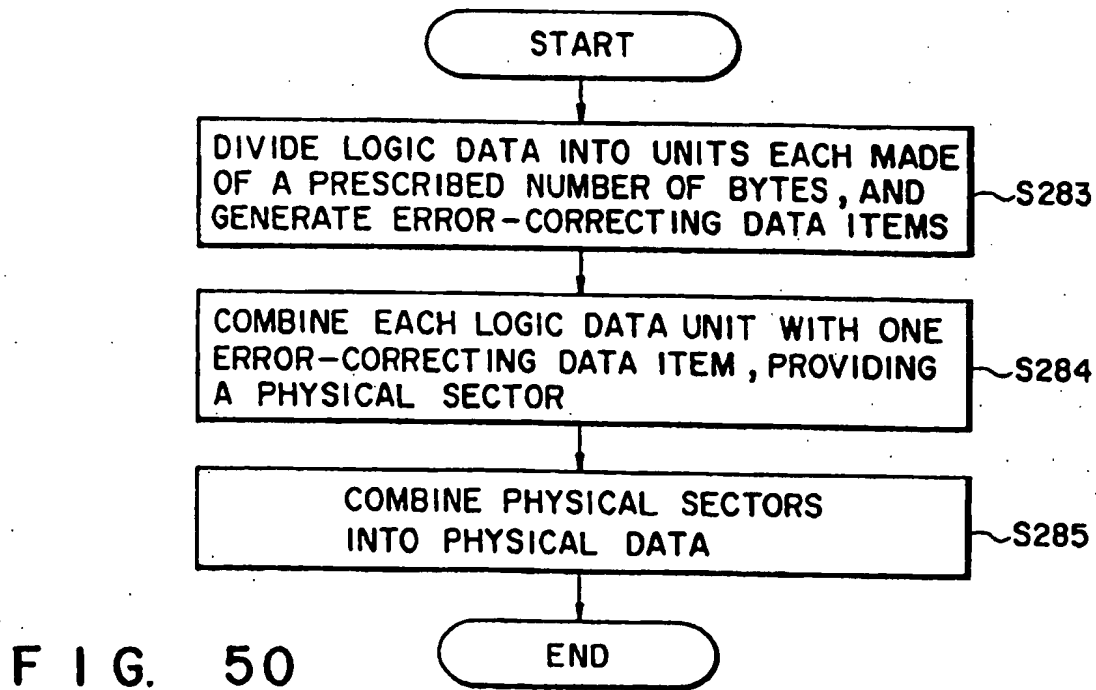 START
DIVIDE LOGIC DATA INTO UNITS EACH MADE
OF A PRESCRIBED NUMBER OF BYTES, AND
GENERATE ERROR-CORRECTING DATA ITEMS
S283
COMBINE EACH LOGIC DATA UNIT WITH ONE
ERROR-CORRECTING DATA ITEM, PROVIDING
A PHYSICAL SECTOR
S284
COMBINE PHYSICAL SECTORS
INTO PHYSICAL DATA
S285
END
FIG. 50